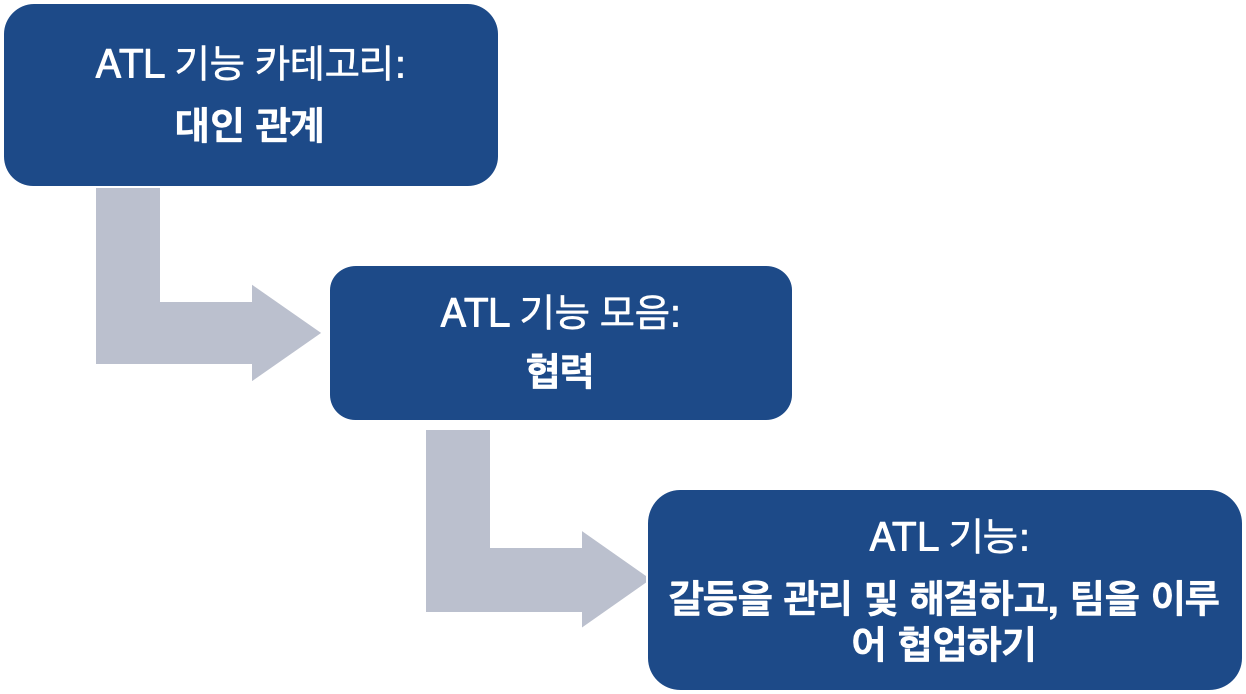 ATL 기능 카테고리:
대인 관계
ATL 기능 모음:
협력
ATL 기능:
갈등을 관리 및 해결하고, 팀을 이루
어 협업하기